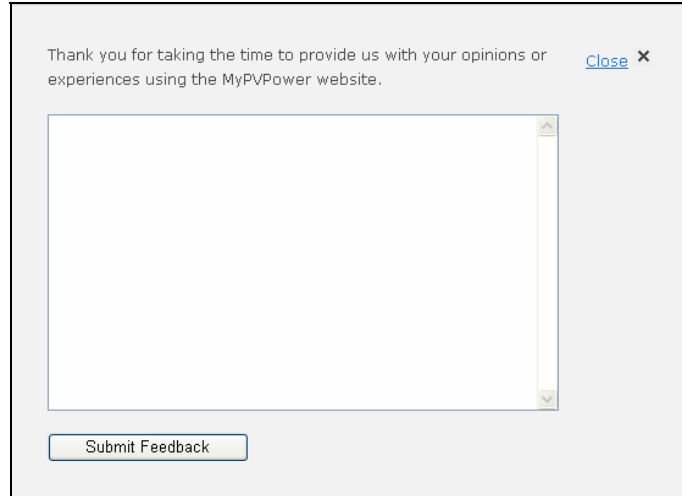 Thank you for taking the time to provide us with your opinions or
experiences using the MyPVPower website.
Close ×
Submit Feedback